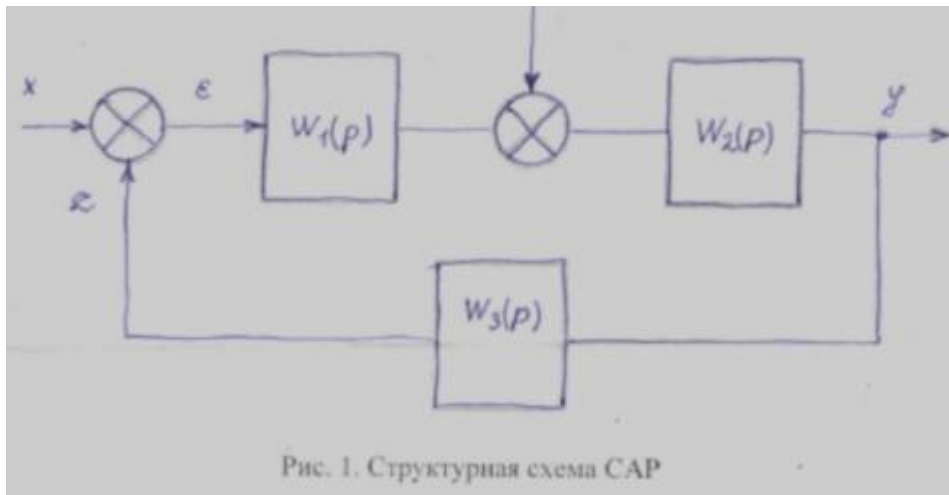 x
ε
W₁(p)
W₂(p)
y
z
W₃(p)
Рис. 1. Структурная схема САР